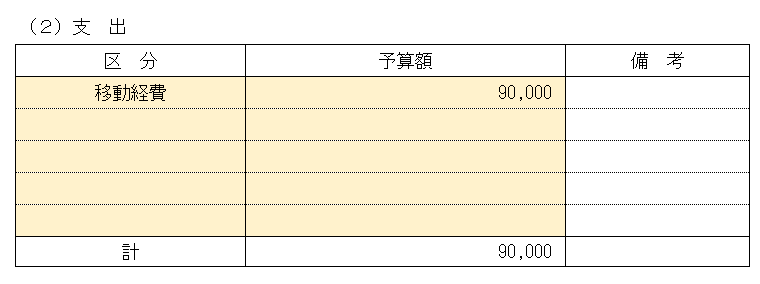 （２）支　出
区　分　予算額　備　考
移動経費　90,000
計　90,000